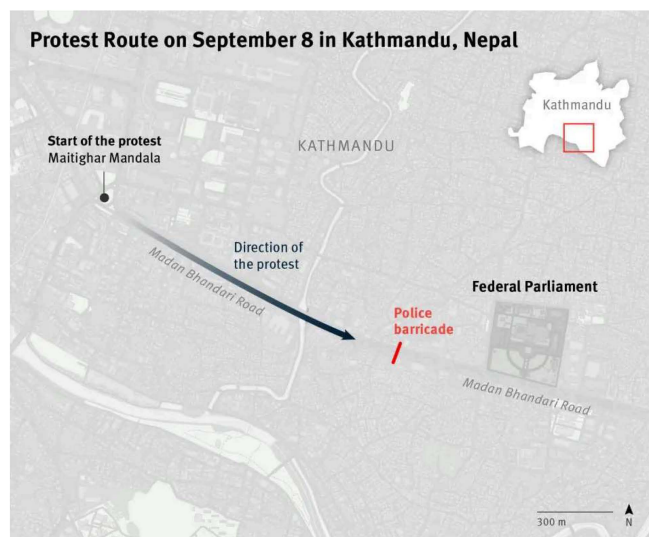 Protest Route on September 8 in Kathmandu, Nepal
Kathmandu
Start of the protest
Maitighar Mandala
KATHMANDU
Direction of
the protest
Madan Bhandari Road
Federal Parliament
Police
barricade
Madan Bhandari Road
300 m
N